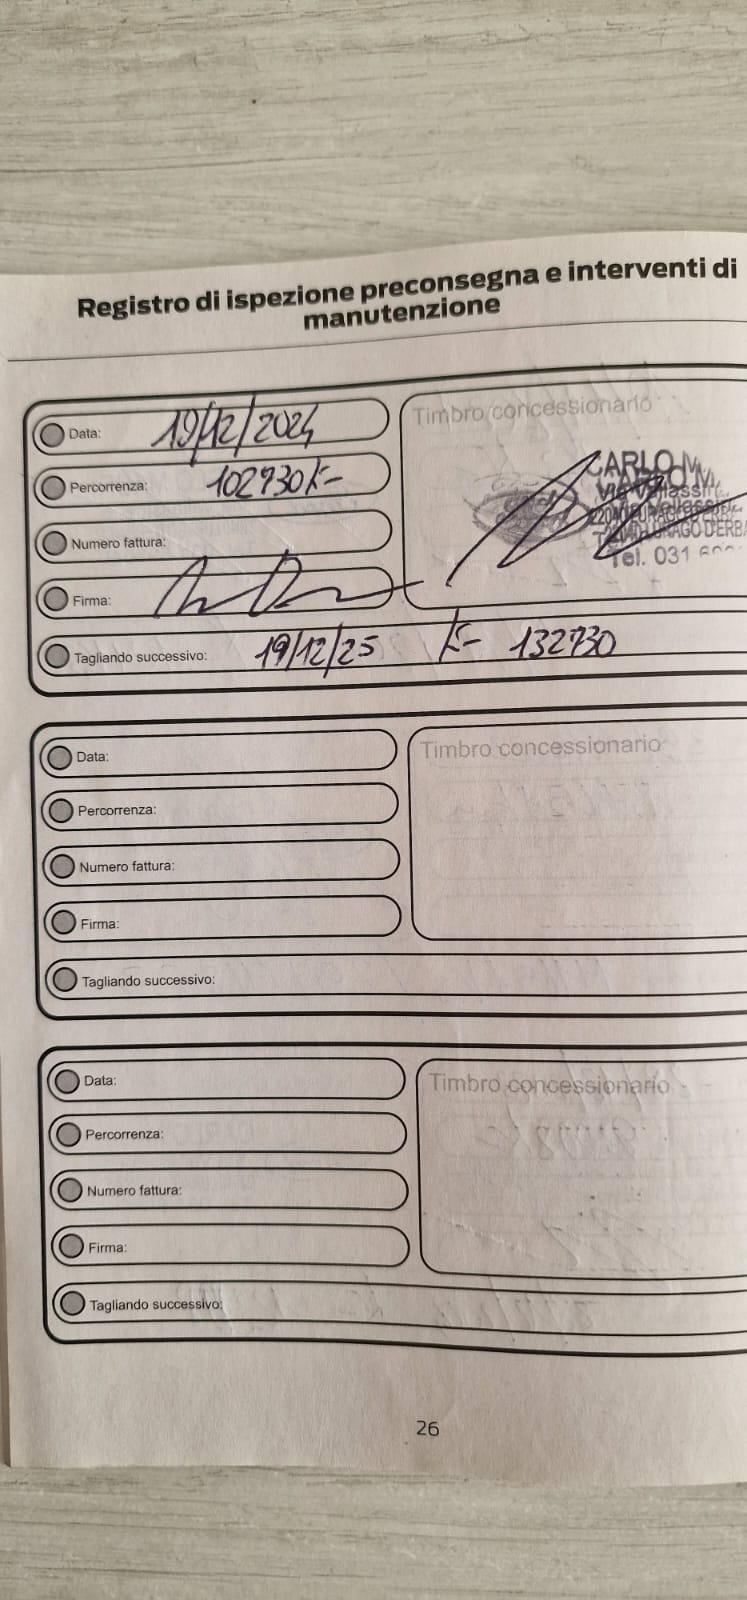 Registro di ispezione preconsegna e interventi di
manutenzione
Data: 19/12/2024
Percorrenza: 102730 K-
Numero fattura:
Firma:
Timbro concessionario
CARLO M
Tel. 031
Tagliando successivo: 19/12/25 K- 132730
Data:
Percorrenza:
Numero fattura:
Firma:
Timbro concessionario
Tagliando successivo:
Data:
Percorrenza:
Numero fattura:
Firma:
Timbro concessionario
Tagliando successivo:
26